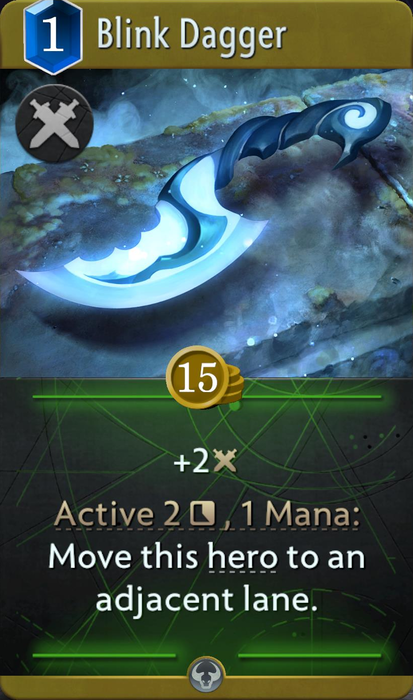 1 Blink Dagger
15
+2
Active 2 , 1 Mana:
Move this hero to an
adjacent lane.